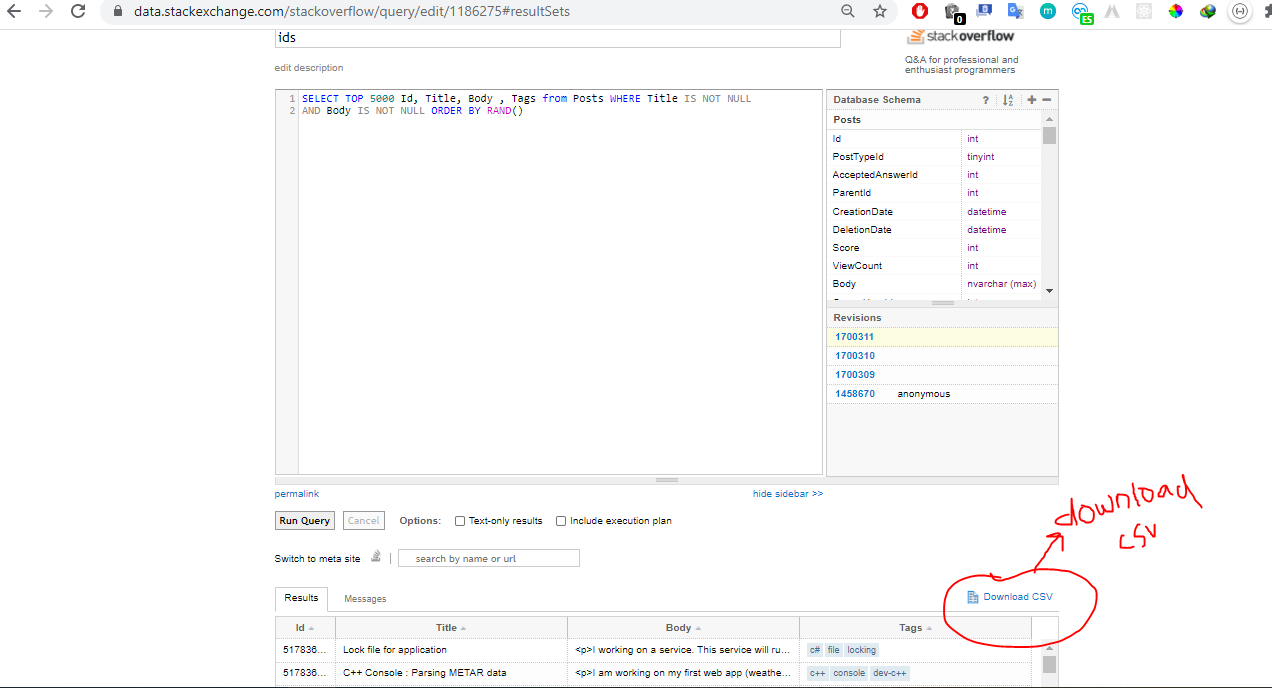 data.stackexchange.com/stackoverflow/query/edit/1186275#resultSets
0
m
ES
ids
stackoverflow
edit description
Q&A for professional and
enthusiast programmers
1 SELECT TOP 5000 Id, Title, Body , Tags from Posts WHERE Title IS NOT NULL
2 AND Body IS NOT NULL ORDER BY RAND()
Database Schema ?
Posts
Id int
PostTypeId tinyint
AcceptedAnswerId int
ParentId int
CreationDate datetime
DeletionDate datetime
Score int
ViewCount int
Body nvarchar (max)
Revisions
1700311
1700310
1700309
1458670 anonymous
permalink hide sidebar >>
download
csv
Run Query Cancel Options: Text-only results Include execution plan
Switch to meta site | search by name or url
Results Messages Download CSV
Id Title Body Tags
517836... Lock file for application <p>I working on a service. This service will ru... c# file locking
517836... C++ Console : Parsing METAR data <p>I am working on my first web app (weathe... c++ console dev-c++